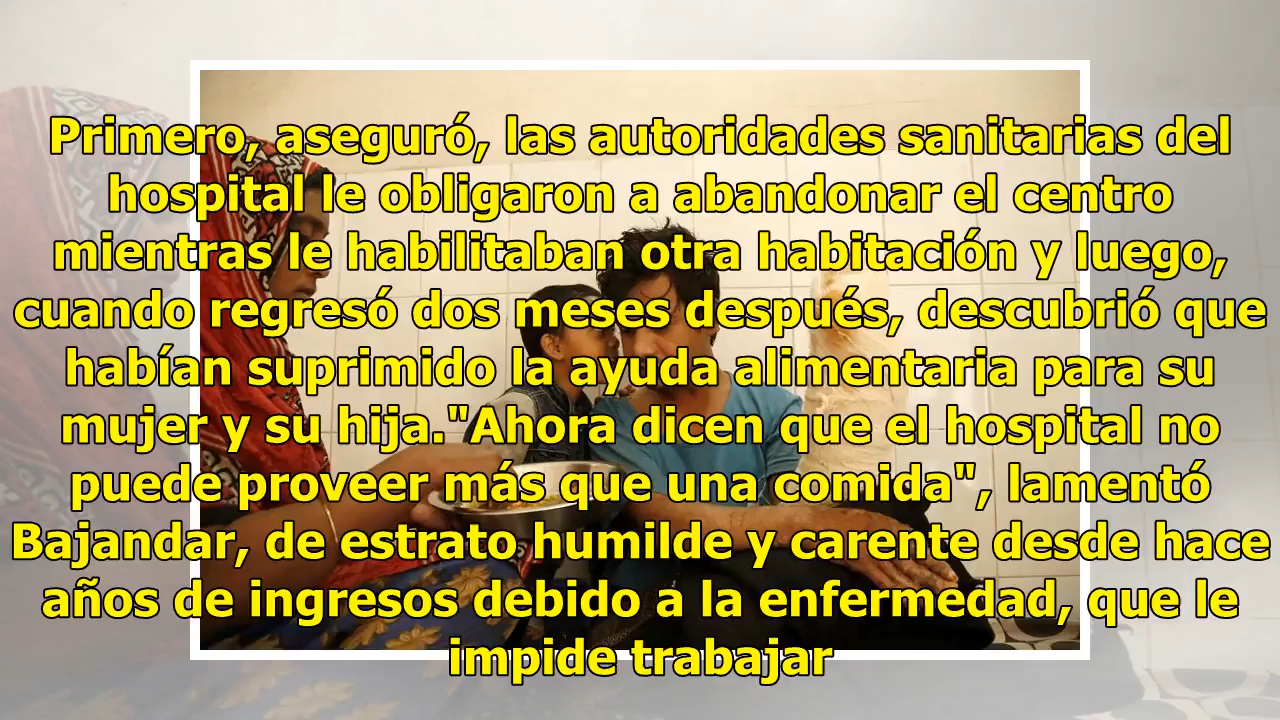 Primero, aseguró, las autoridades sanitarias del
hospital le obligaron a abandonar el centro
mientras le habilitaban otra habitación y luego,
cuando regresó dos meses después, descubrió que
habían suprimido la ayuda alimentaria para su
mujer y su hija."Ahora dicen que el hospital no
puede proveer más que una comida", lamentó
Bajandar, de estrato humilde y carente desde hace
años de ingresos debido a la enfermedad, que le
impide trabajar